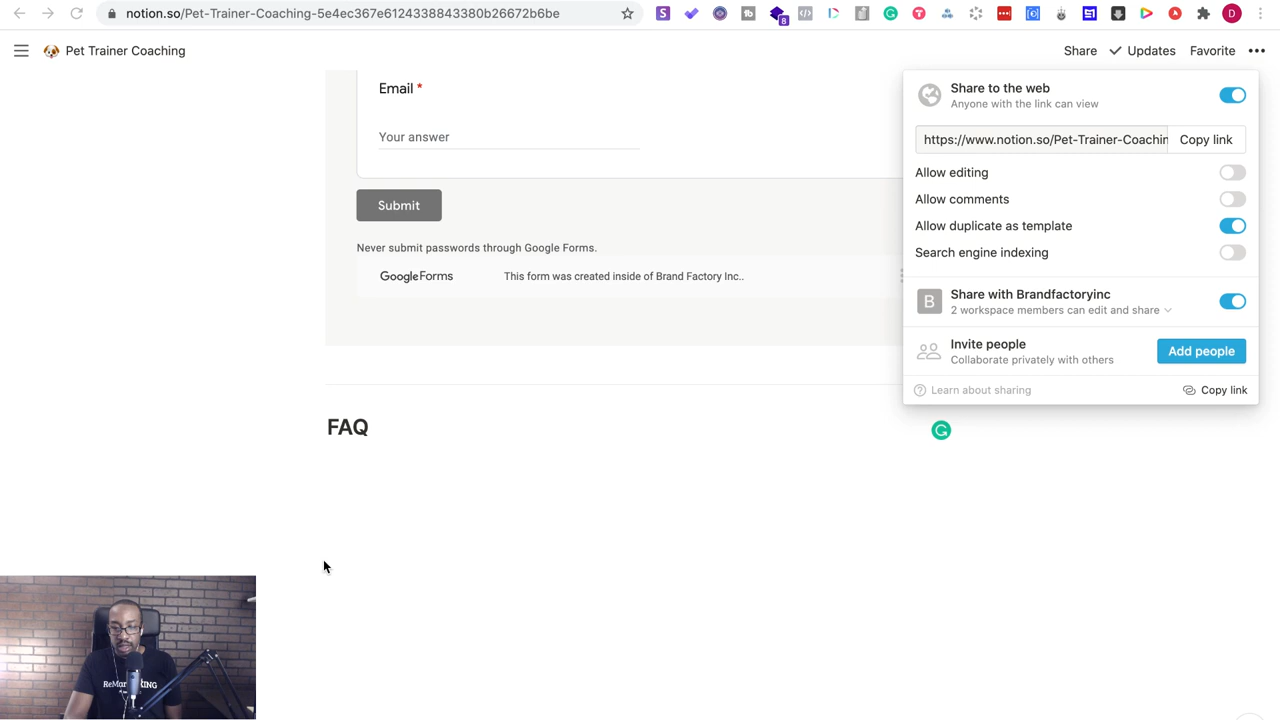 notion.so/Pet-Trainer-Coaching-5e4ec367e6124338843380b26672b6be
8
D
Pet Trainer Coaching
Share
Updates
Favorite
Email *
Your answer
Submit
Never submit passwords through Google Forms.
Google Forms
This form was created inside of Brand Factory Inc..
FAQ
Share to the web
Anyone with the link can view
https://www.notion.so/Pet-Trainer-Coachin
Copy link
Allow editing
Allow comments
Allow duplicate as template
Search engine indexing
B
Share with Brandfactoryinc
2 workspace members can edit and share
Invite people
Collaborate privately with others
Add people
Learn about sharing
Copy link